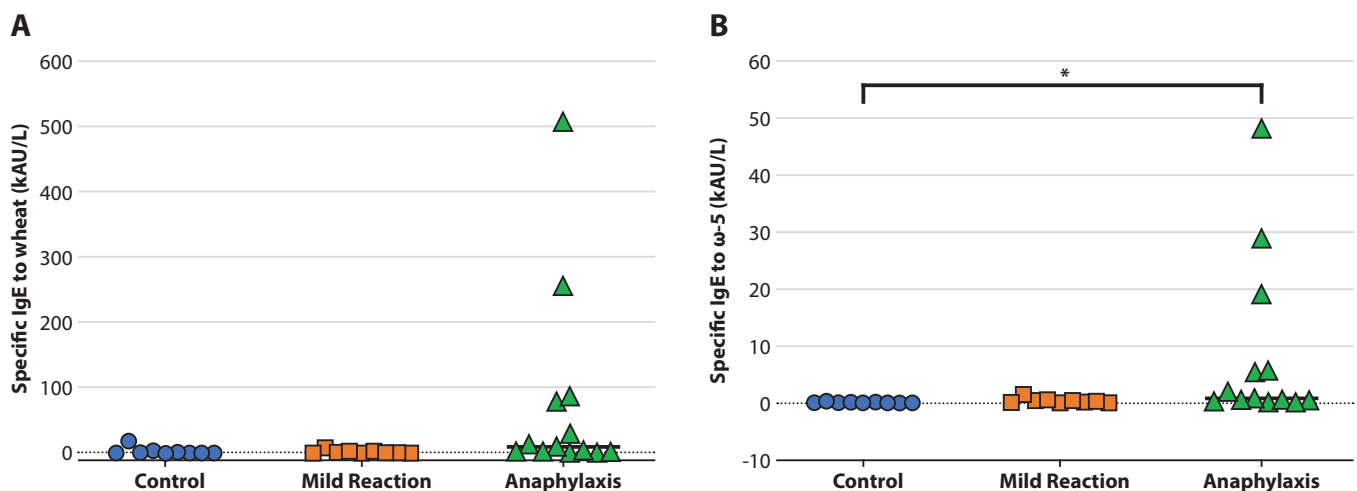 A
Specific IgE to wheat (kAU/L)
600
500
400
300
200
100
0
Control
Mild Reaction
Anaphylaxis
B
Specific IgE to ω-5 (kAU/L)
60
50
40
30
20
10
0
-10
*
Control
Mild Reaction
Anaphylaxis